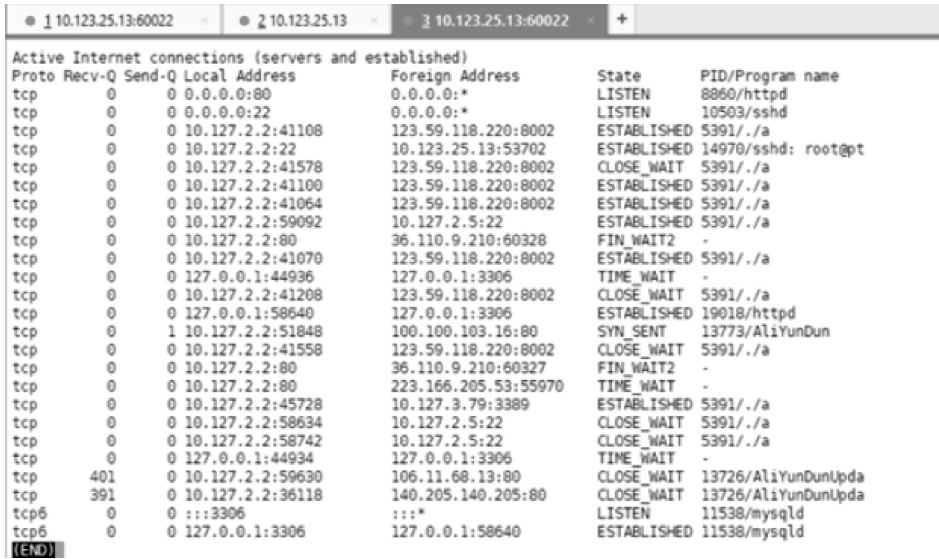 1 10.123.25.13:60022 × 2 10.123.25.13 × 3 10.123.25.13:60022 × +
Active Internet connections (servers and established)
Proto Recv-Q Send-Q Local Address Foreign Address State PID/Program name
tcp 0 0 0.0.0.0:80 0.0.0.0:* LISTEN 8860/httpd
tcp 0 0 0.0.0.0:22 0.0.0.0:* LISTEN 10503/sshd
tcp 0 0 10.127.2.2:41108 123.59.118.220:8002 ESTABLISHED 5391/./a
tcp 0 0 10.127.2.2:22 10.123.25.13:53702 ESTABLISHED 14970/sshd: root@pt
tcp 0 0 10.127.2.2:41578 123.59.118.220:8002 CLOSE_WAIT 5391/./a
tcp 0 0 10.127.2.2:41100 123.59.118.220:8002 ESTABLISHED 5391/./a
tcp 0 0 10.127.2.2:41064 123.59.118.220:8002 ESTABLISHED 5391/./a
tcp 0 0 10.127.2.2:59092 10.127.2.5:22 ESTABLISHED 5391/./a
tcp 0 0 10.127.2.2:80 36.110.9.210:60328 FIN_WAIT2 -
tcp 0 0 10.127.2.2:41070 123.59.118.220:8002 ESTABLISHED 5391/./a
tcp 0 0 127.0.0.1:44936 127.0.0.1:3306 TIME_WAIT -
tcp 0 0 10.127.2.2:41208 123.59.118.220:8002 CLOSE_WAIT 5391/./a
tcp 0 0 127.0.0.1:58640 127.0.0.1:3306 ESTABLISHED 19018/httpd
tcp 0 1 10.127.2.2:51848 100.100.103.16:80 SYN_SENT 13773/AliYunDun
tcp 0 0 10.127.2.2:41558 123.59.118.220:8002 CLOSE_WAIT 5391/./a
tcp 0 0 10.127.2.2:80 36.110.9.210:60327 FIN_WAIT2 -
tcp 0 0 10.127.2.2:80 223.166.205.53:55970 TIME_WAIT -
tcp 0 0 10.127.2.2:45728 10.127.3.79:3389 ESTABLISHED 5391/./a
tcp 0 0 10.127.2.2:58634 10.127.2.5:22 CLOSE_WAIT 5391/./a
tcp 0 0 10.127.2.2:58742 10.127.2.5:22 CLOSE_WAIT 5391/./a
tcp 0 0 127.0.0.1:44934 127.0.0.1:3306 TIME_WAIT -
tcp 401 0 10.127.2.2:59630 106.11.68.13:80 CLOSE_WAIT 13726/AliYunDunUpda
tcp 391 0 10.127.2.2:36118 140.205.140.205:80 CLOSE_WAIT 13726/AliYunDunUpda
tcp6 0 0 :::3306 :::* LISTEN 11538/mysqld
tcp6 0 0 127.0.0.1:3306 127.0.0.1:58640 ESTABLISHED 11538/mysqld
(END)